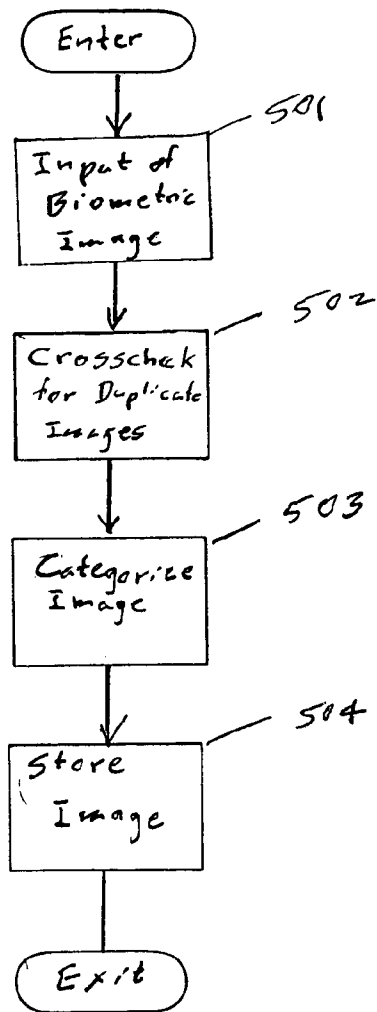 Enter
501
Input of
Biometric
Image
502
Crosscheck
for Duplicate
Images
503
Categorize
Image
504
Store
Image
Exit